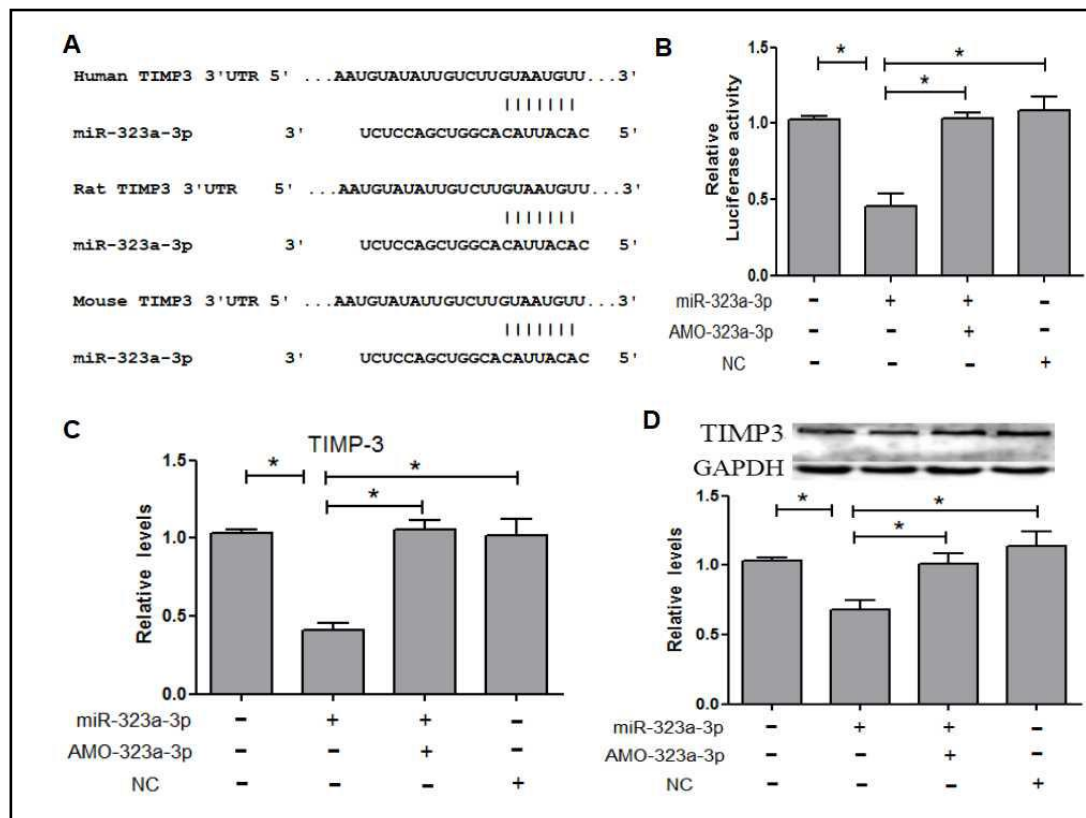 A
Human TIMP3 3'UTR 5' ...AAUGUAUAUUGUCUUGUAAUGUU...3'
|||||||
miR-323a-3p 3' UCUCCAGCUGGCACAUUACAC 5'
Rat TIMP3 3'UTR 5' ...AAUGUAUAUUGUCUUGUAAUGUU...3'
|||||||
miR-323a-3p 3' UCUCCAGCUGGCACAUUACAC 5'
Mouse TIMP3 3'UTR 5' ...AAUGUAUAUUGUCUUGUAAUGUU...3'
|||||||
miR-323a-3p 3' UCUCCAGCUGGCACAUUACAC 5'
B
Relative
Luciferase activity
1.5
1.0
0.5
0.0
* * *
miR-323a-3p - + + -
AMO-323a-3p - - + -
NC - - - +
C
TIMP-3
Relative levels
1.5
1.0
0.5
0.0
* * *
miR-323a-3p - + + -
AMO-323a-3p - - + -
NC - - - +
D
TIMP3
GAPDH
Relative levels
1.5
1.0
0.5
0.0
* * *
miR-323a-3p - + + -
AMO-323a-3p - - + -
NC - - - +